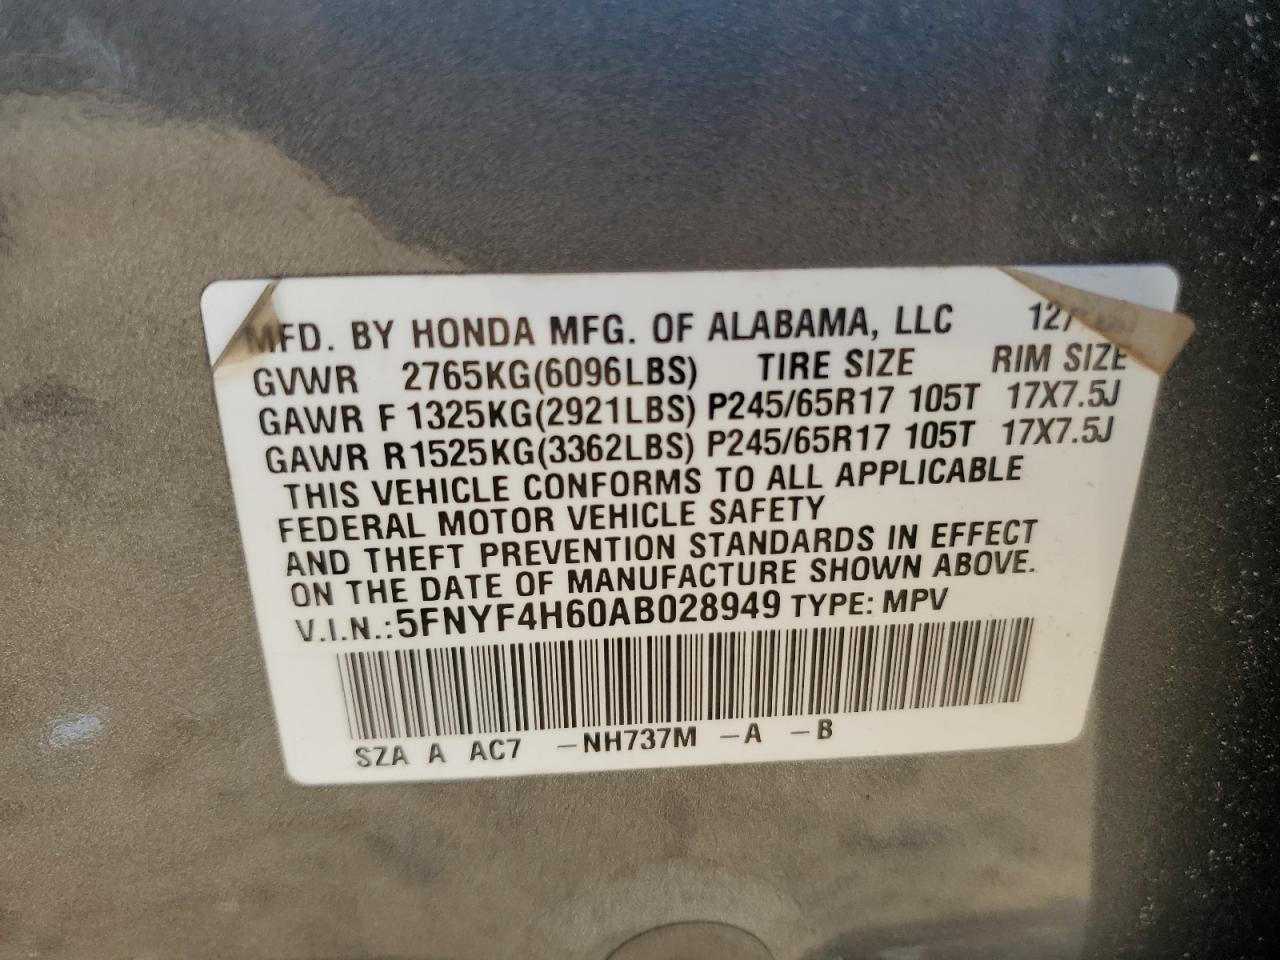 MFD. BY HONDA MFG. OF ALABAMA, LLC 12/
GVWR 2765KG(6096LBS) TIRE SIZE RIM SIZE
GAWR F 1325KG(2921LBS) P245/65R17 105T 17X7.5J
GAWR R1525KG(3362LBS) P245/65R17 105T 17X7.5J
THIS VEHICLE CONFORMS TO ALL APPLICABLE
FEDERAL MOTOR VEHICLE SAFETY
AND THEFT PREVENTION STANDARDS IN EFFECT
ON THE DATE OF MANUFACTURE SHOWN ABOVE.
V.I.N.:5FNYF4H60AB028949 TYPE: MPV
SZA A AC7 -NH737M -A -B